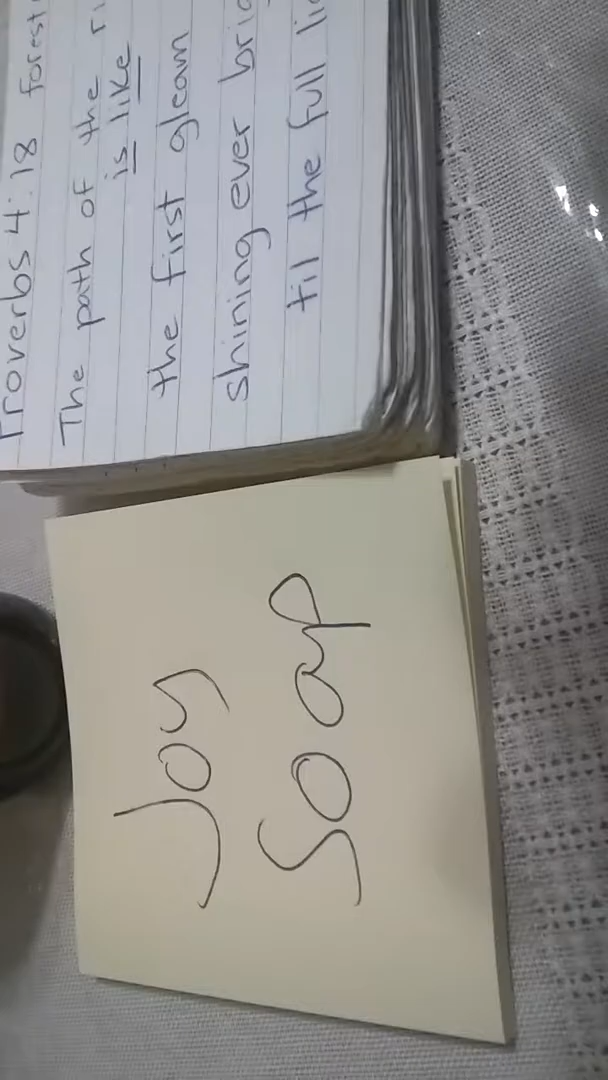 Proverbs 4:18
The path of the
is like
the first gleam
shining ever
til the full
Joy
Soap